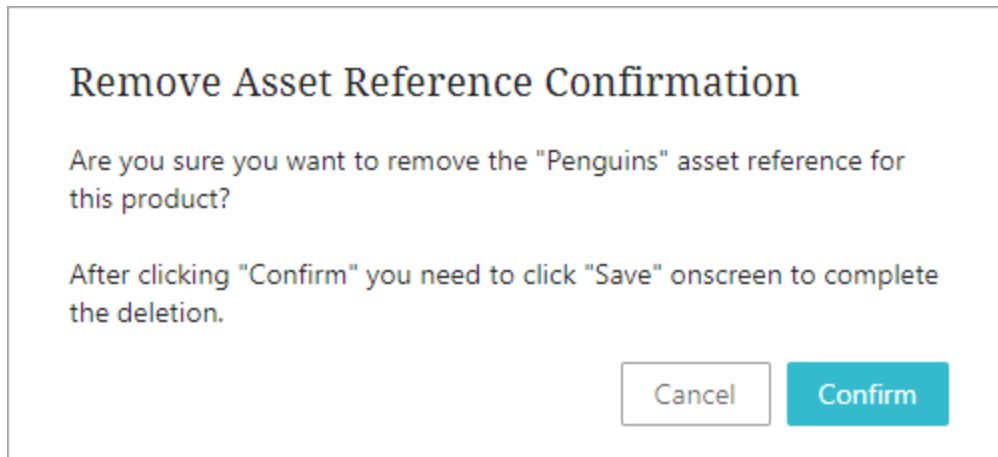 Remove Asset Reference Confirmation
Are you sure you want to remove the "Penguins" asset reference for
this product?
After clicking "Confirm" you need to click "Save" onscreen to complete
the deletion.
Cancel
Confirm